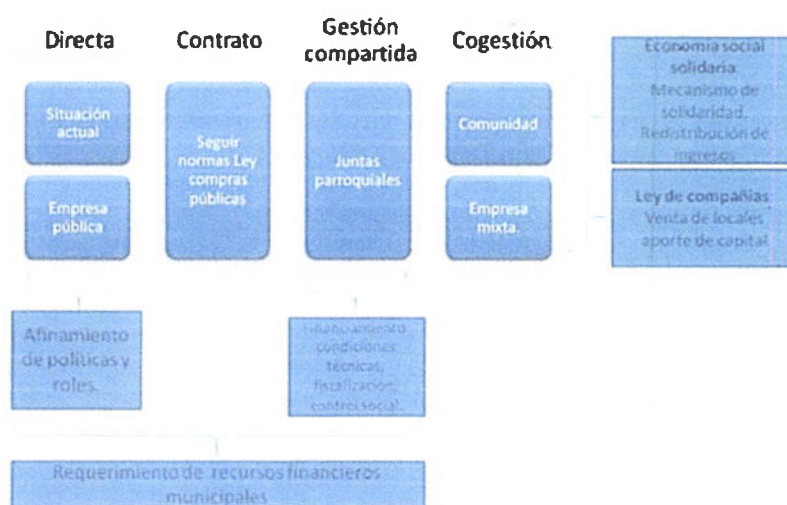 Directa
Contrato
Gestión
compartida
Cogestión
Situación
actual
Empresa
pública
Seguir
normas Ley
compras
públicas
Juntas
parroquiales
Comunidad
Empresa
mixta.
Economía social
solidaria.
Mecanismo de
solidaridad.
Redistribución de
ingresos
Ley de compañías
Venta de locales
aporte de capital
Afinamiento
de políticas y
roles.
Financiamiento
condiciones
técnicas,
fiscalización,
control social.
Requerimiento de recursos financieros
municipales